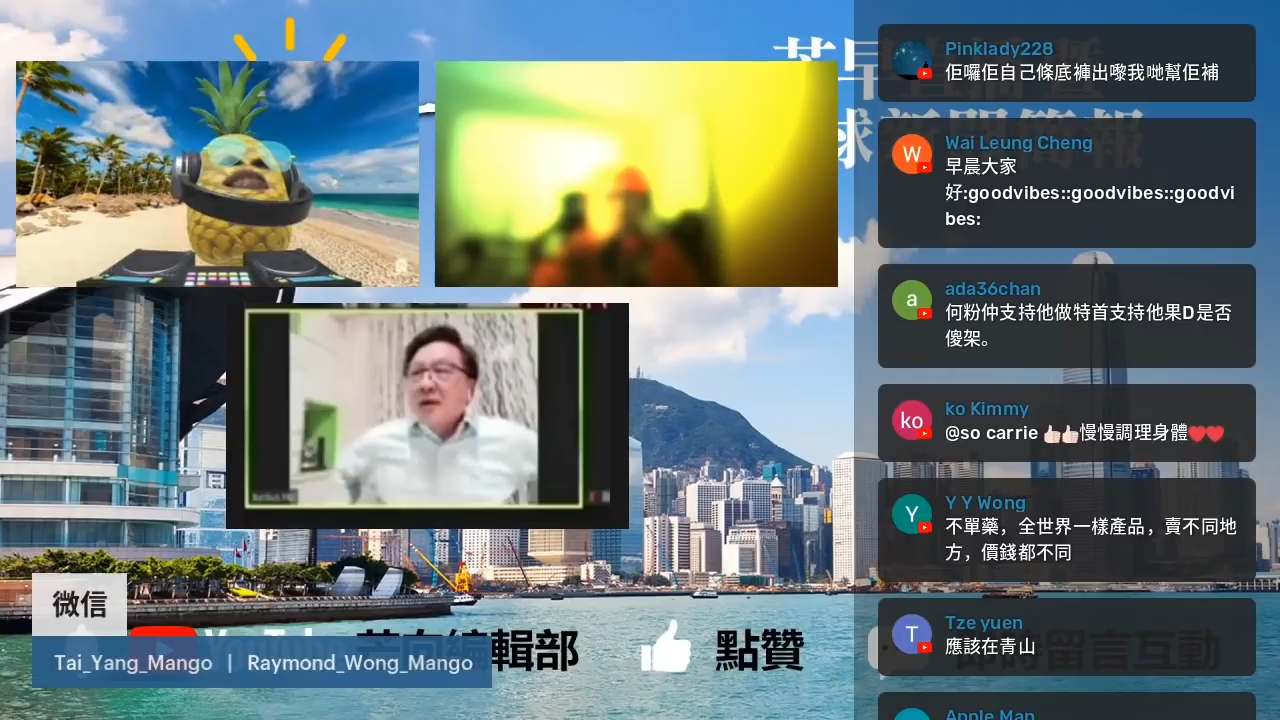 Pinklady228
佢囉佢自己條底褲出嚟我哋幫佢補
Wai Leung Cheng
早晨大家
好:goodvibes::goodvibes::goodvi
bes:
ada36chan
何粉仲支持他做特首支持他果D是否
傻架。
ko Kimmy
@so carrie 👍🏻👍🏻慢慢調理身體❤️❤️
Y Y Wong
不單藥，全世界一樣產品，賣不同地
方，價錢都不同
Tze yuen
應該在青山
Apple Man
微信
Tai_Yang_Mango | Raymond_Wong_Mango
輯部
點贊
即時留言互動